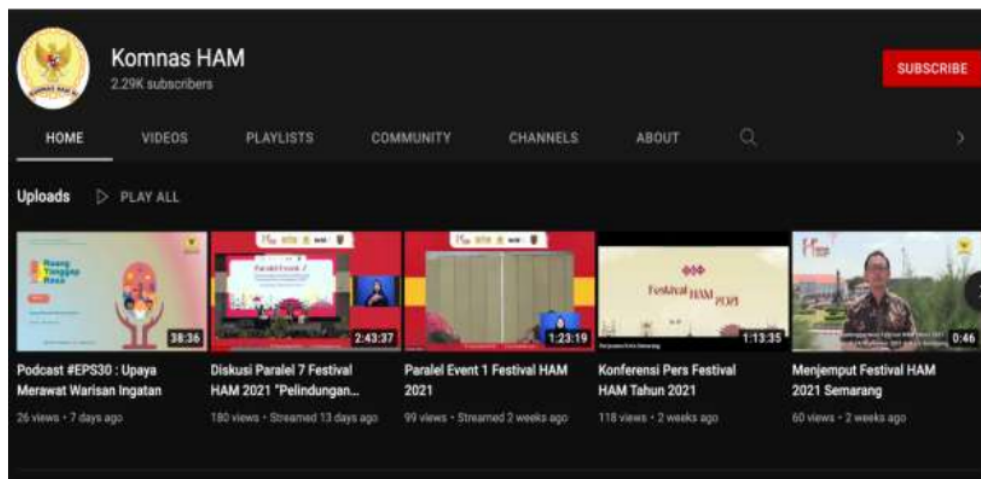 Komnas HAM
2.29K subscribers
SUBSCRIBE
HOME VIDEOS PLAYLISTS COMMUNITY CHANNELS ABOUT
Uploads PLAY ALL
Ruang
Tanggap
Rasa
38:36
Paralel Event 7
2:43:37
1:23:19
Festival HAM 2021
1:13:35
0:46
Podcast #EPS30 : Upaya
Merawat Warisan Ingatan
26 views • 7 days ago
Diskusi Paralel 7 Festival
HAM 2021 "Pelindungan...
180 views • Streamed 13 days ago
Paralel Event 1 Festival HAM
2021
99 views • Streamed 2 weeks ago
Konferensi Pers Festival
HAM Tahun 2021
118 views • 2 weeks ago
Menjemput Festival HAM
2021 Semarang
60 views • 2 weeks ago